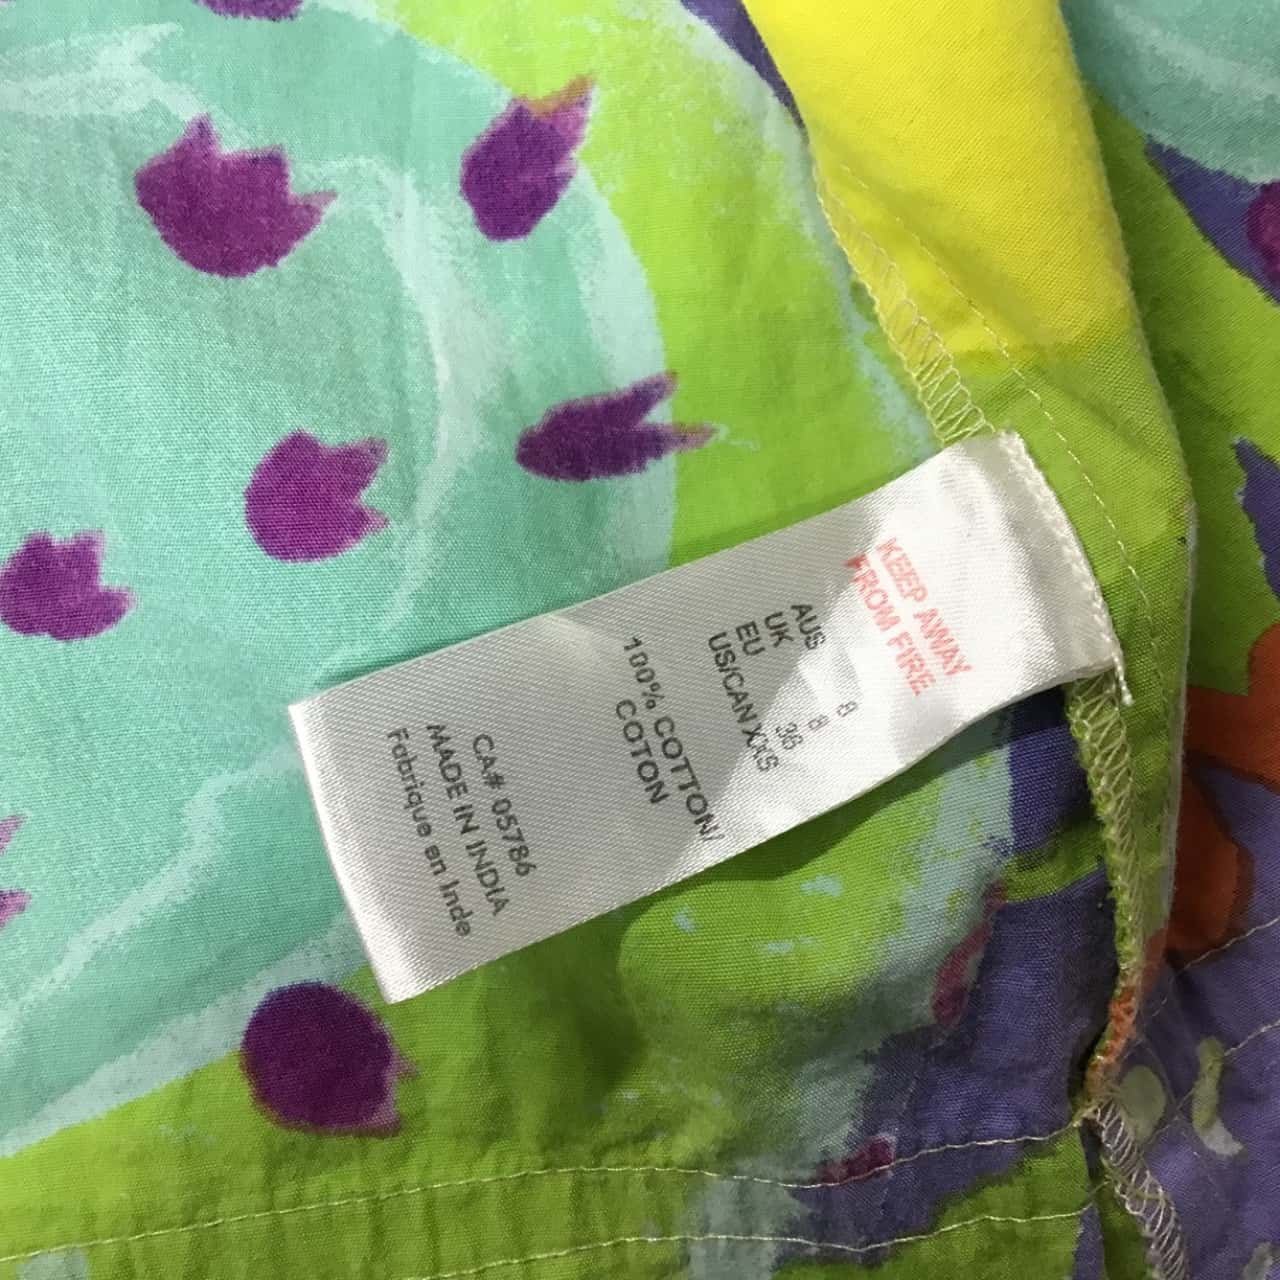 KEEP AWAY
FROM FIRE
AUS 8
UK 8
EU 36
US/CAN XXS
100% COTTON/
COTON
CA# 05786
MADE IN INDIA
Fabrique en Inde